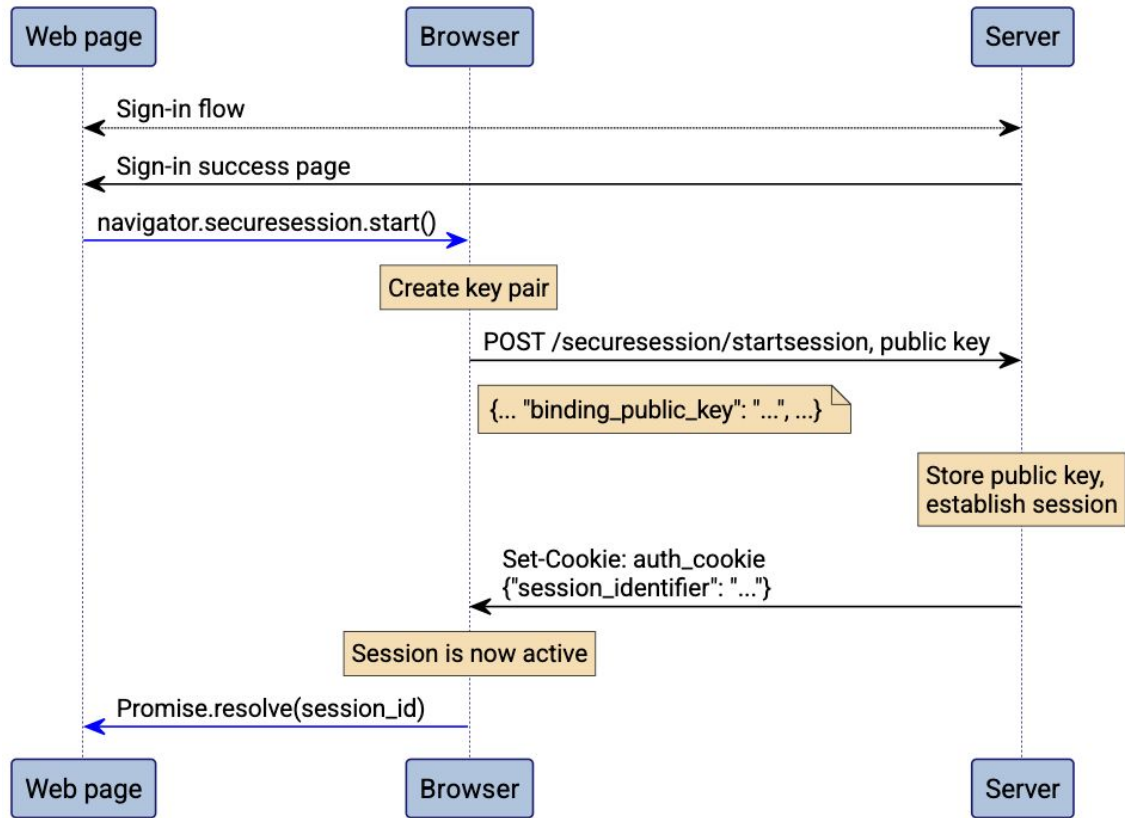 Web page
Browser
Server
Sign-in flow
Sign-in success page
navigator.securesession.start()
Create key pair
POST /securesession/startsession, public key
{... "binding_public_key": "...", ...}
Store public key,
establish session
Set-Cookie: auth_cookie
{"session_identifier": "..."}
Session is now active
Promise.resolve(session_id)
Web page
Browser
Server